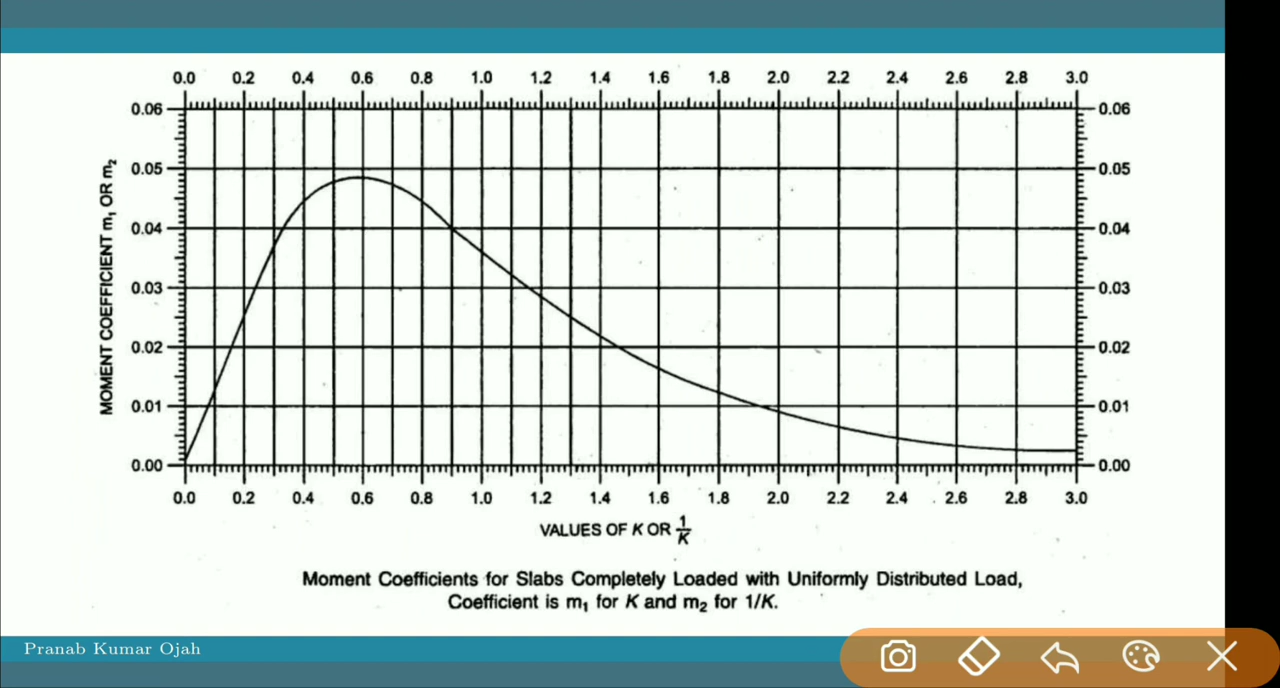 0.0 0.2 0.4 0.6 0.8 1.0 1.2 1.4 1.6 1.8 2.0 2.2 2.4 2.6 2.8 3.0
0.06 0.06
0.05 0.05
0.04 0.04
0.03 0.03
0.02 0.02
0.01 0.01
0.00 0.00
MOMENT COEFFICIENT m₁ OR m₂
0.0 0.2 0.4 0.6 0.8 1.0 1.2 1.4 1.6 1.8 2.0 2.2 2.4 2.6 2.8 3.0
VALUES OF K OR 1/K
Moment Coefficients for Slabs Completely Loaded with Uniformly Distributed Load,
Coefficient is m₁ for K and m₂ for 1/K.
Pranab Kumar Ojah